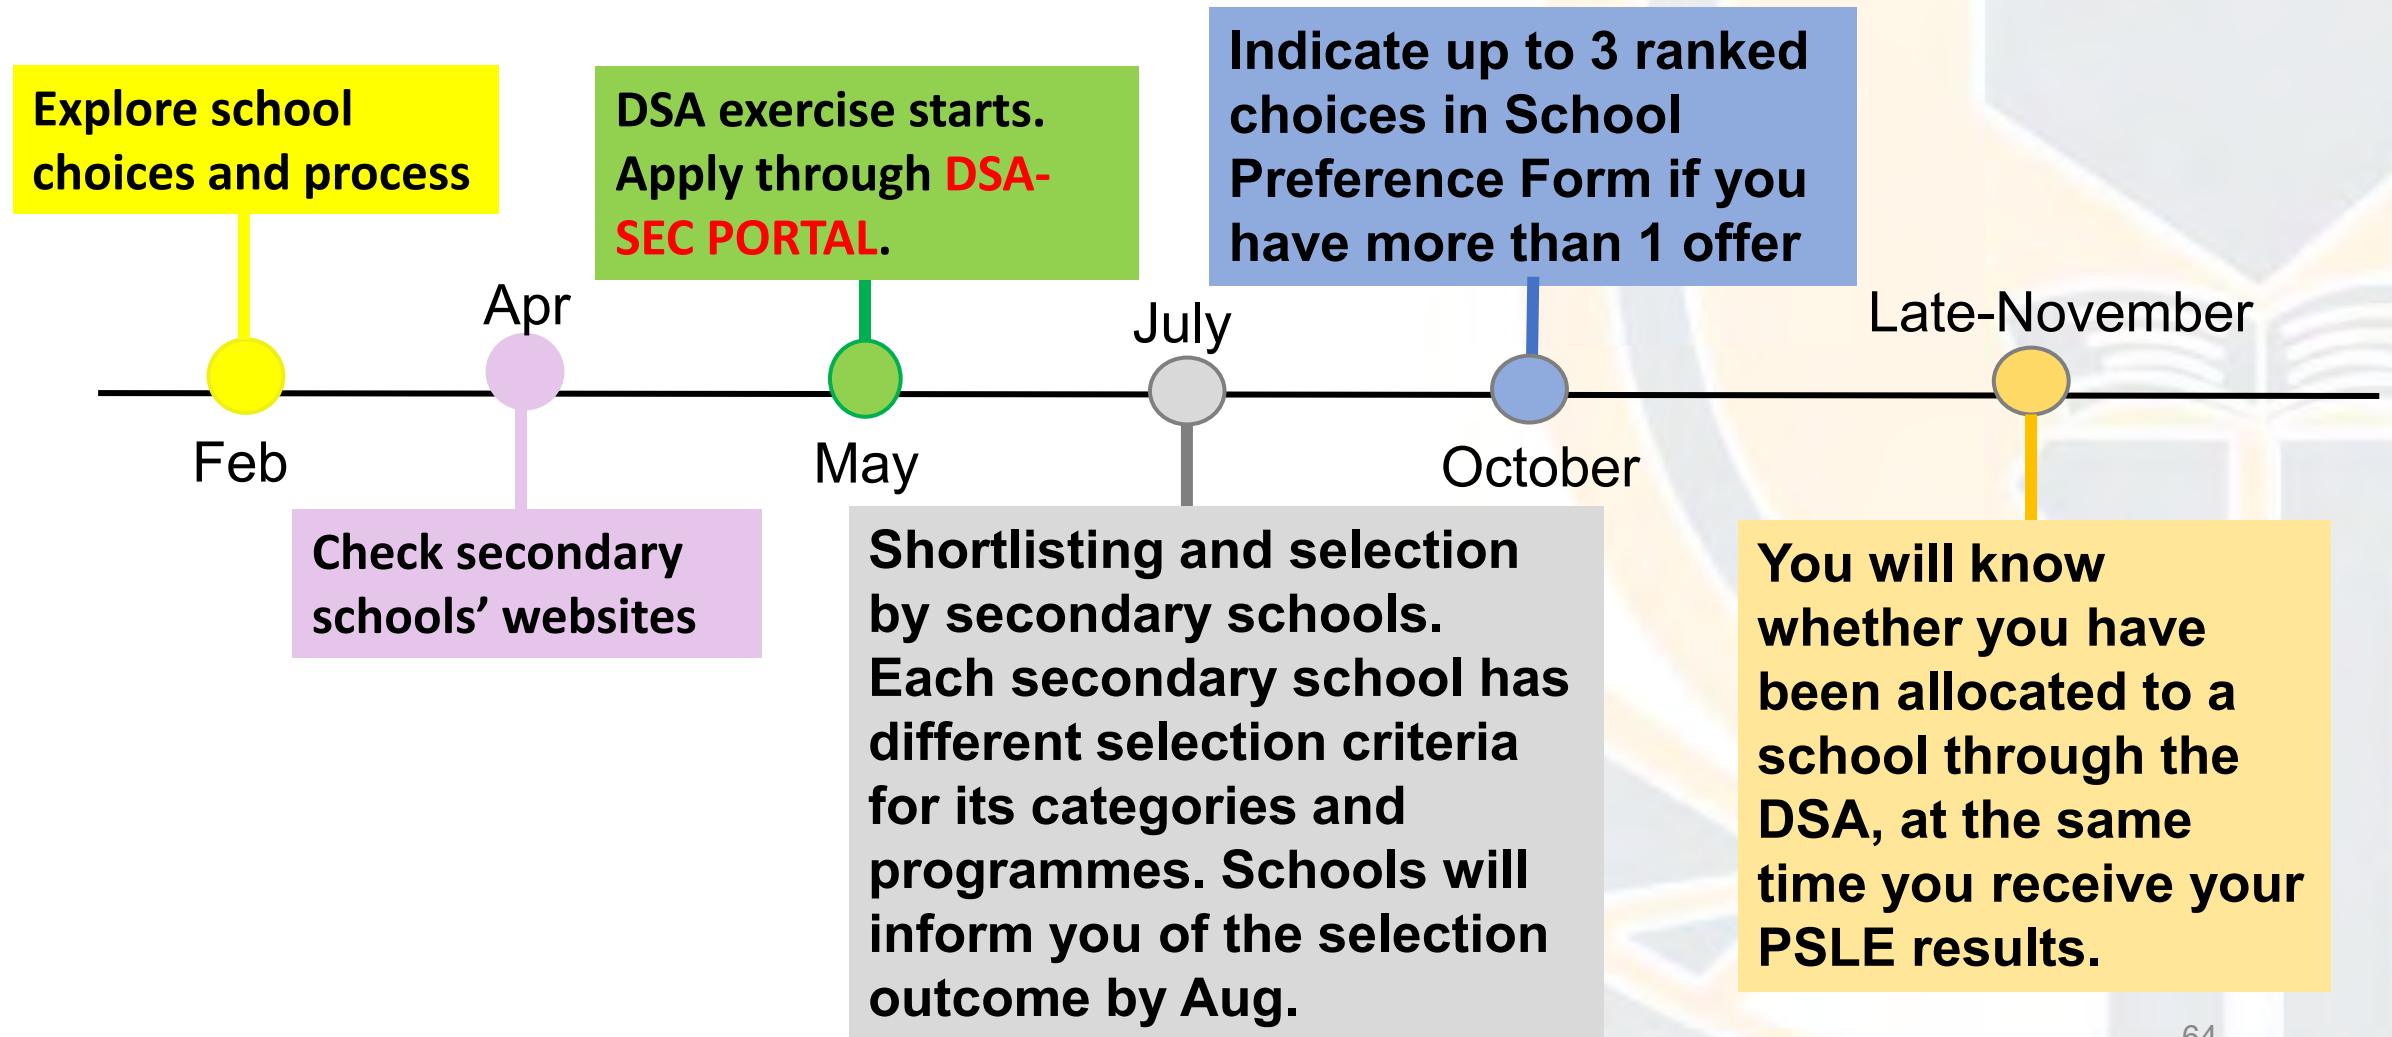 Explore school
choices and process
Feb
Apr
Check secondary
schools’ websites
DSA exercise starts.
Apply through DSA-
SEC PORTAL.
May
July
Shortlisting and selection
by secondary schools.
Each secondary school has
different selection criteria
for its categories and
programmes. Schools will
inform you of the selection
outcome by Aug.
Indicate up to 3 ranked
choices in School
Preference Form if you
have more than 1 offer
October
Late-November
You will know
whether you have
been allocated to a
school through the
DSA, at the same
time you receive your
PSLE results.
64